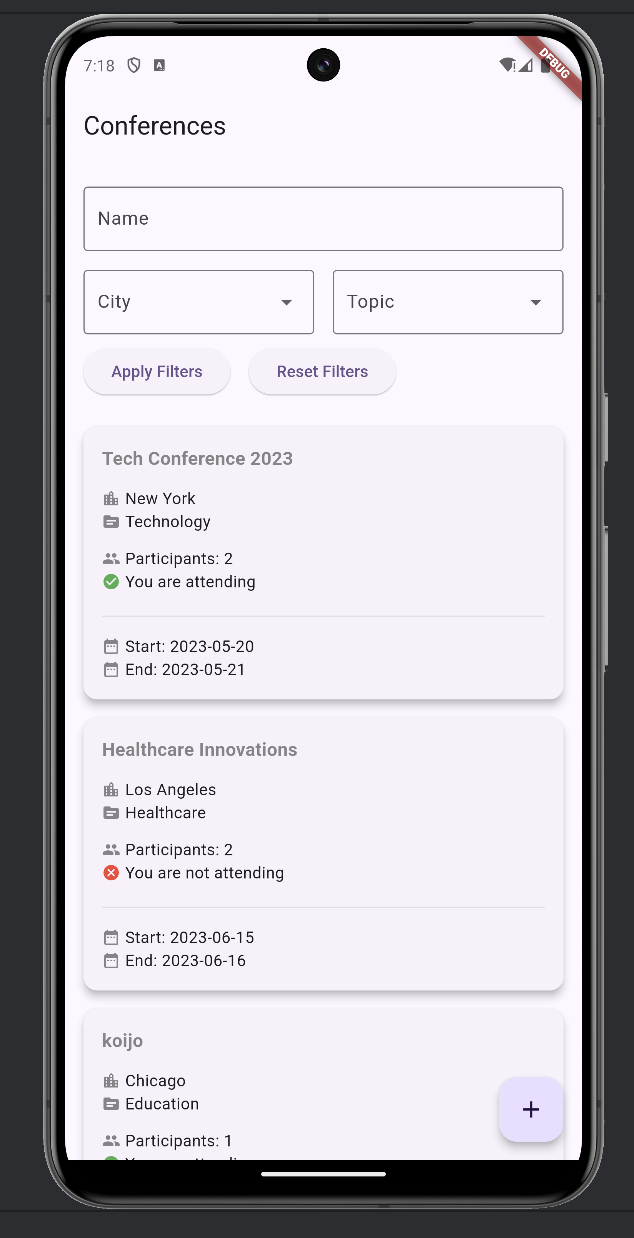 7:18
DEBUG
Conferences
Name
City
Topic
Apply Filters
Reset Filters
Tech Conference 2023
New York
Technology
Participants: 2
You are attending
Start: 2023-05-20
End: 2023-05-21
Healthcare Innovations
Los Angeles
Healthcare
Participants: 2
You are not attending
Start: 2023-06-15
End: 2023-06-16
koijo
Chicago
Education
Participants: 1